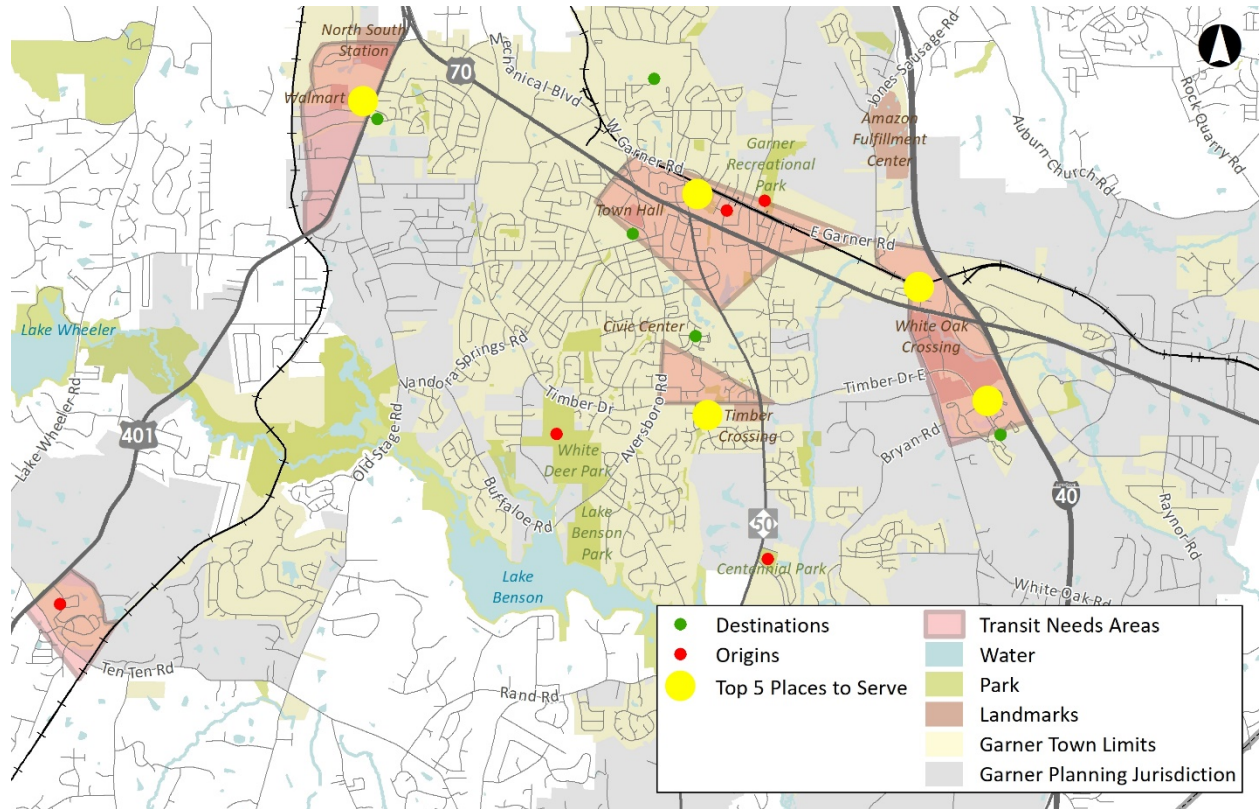 North South
Station
70
Mechanical Blvd
Jones Sausage Rd
Rock Quarry Rd
Walmart
W Garner Rd
Amazon
Fulfillment
Center
Auburn Church Rd
Garner
Recreational
Park
Town Hall
E Garner Rd
Lake Wheeler
Civic Center
White Oak
Crossing
Vandora Springs Rd
Timber Dr E
Lake Wheeler Rd
Timber Dr
Aversboro Rd
Timber
Crossing
401
Old Stage Rd
White
Deer Park
Bryan Rd
Buffaloe Rd
40
Raynor Rd
Lake
Benson
Park
50
Centennial Park
Lake
Benson
White Oak Rd
Ten Ten Rd
Rand Rd
Destinations
Origins
Top 5 Places to Serve
Transit Needs Areas
Water
Park
Landmarks
Garner Town Limits
Garner Planning Jurisdiction